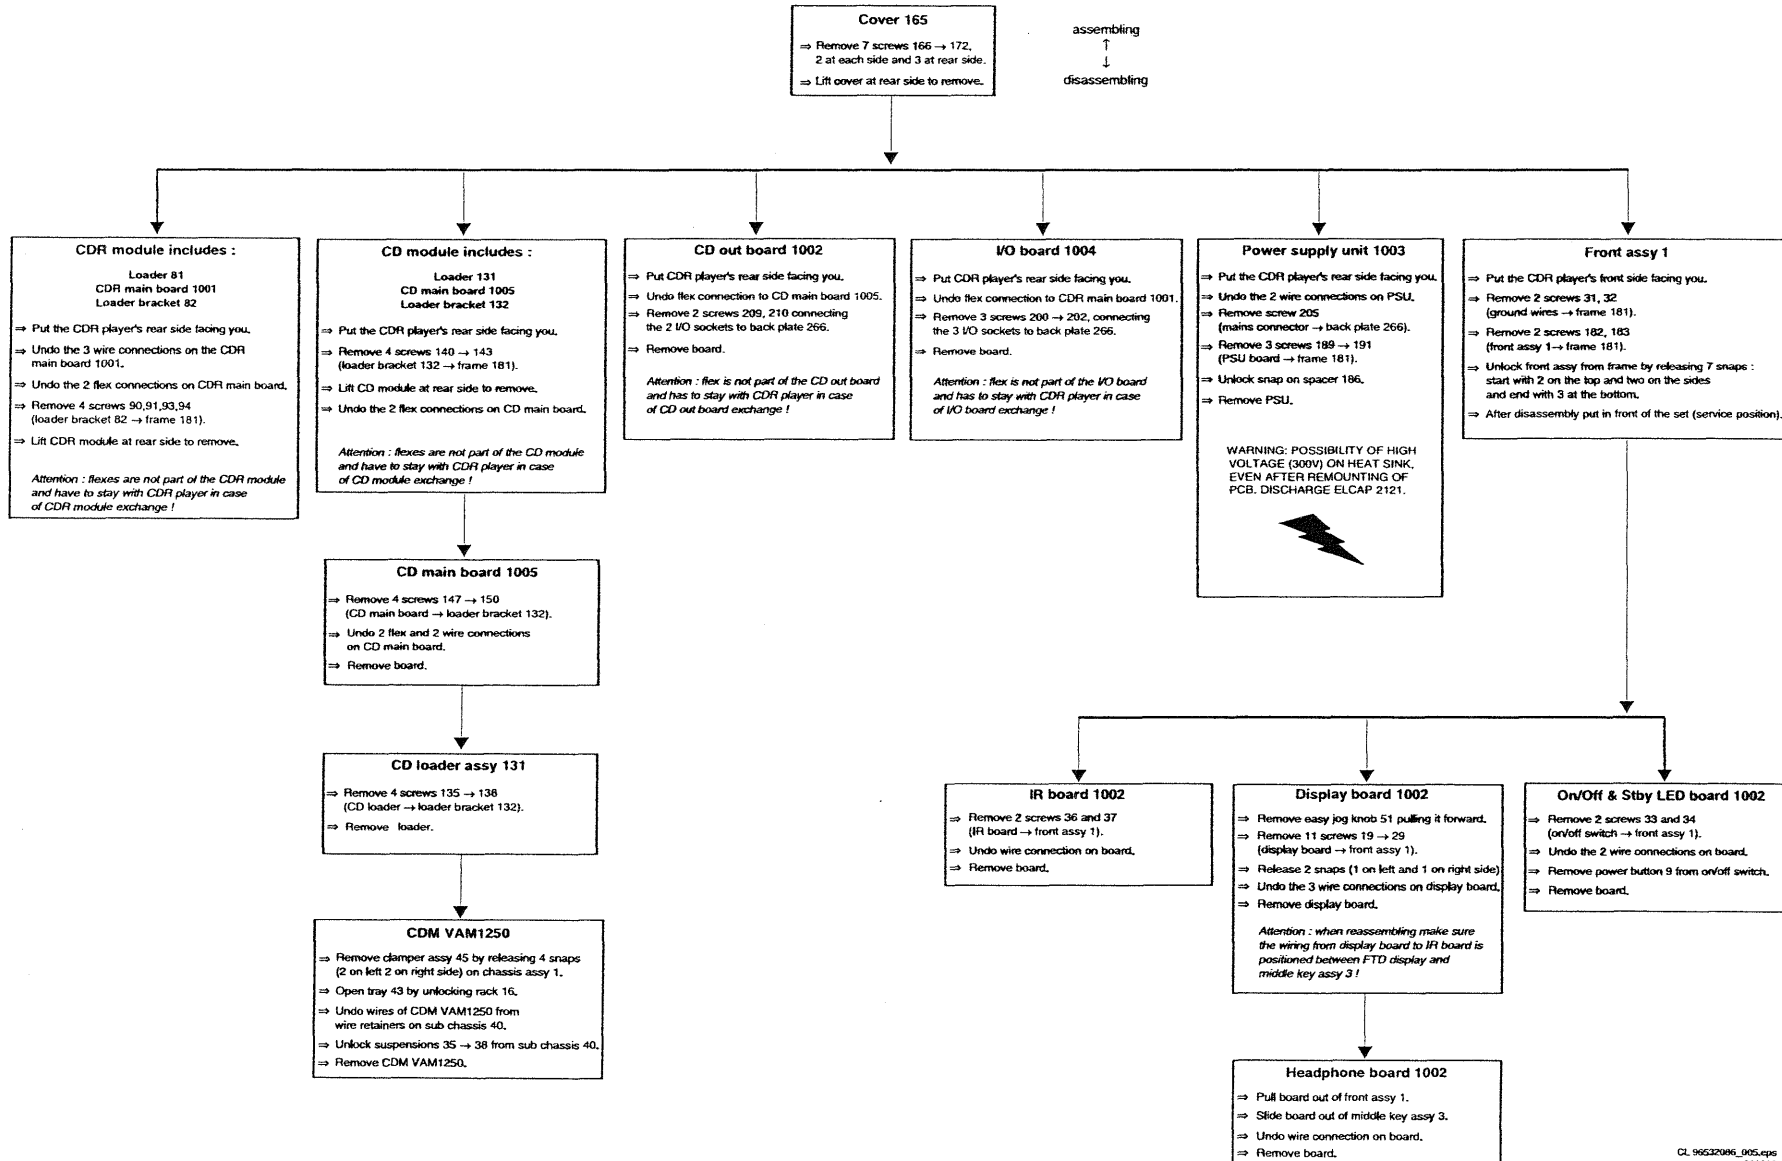 Cover 165
⇒ Remove 7 screws 166 → 172,
2 at each side and 3 at rear side.
⇒ Lift cover at rear side to remove.
assembling
↑
↓
disassembling
CDR module includes :
Loader 81
CDR main board 1001
Loader bracket 82
⇒ Put the CDR player's rear side facing you.
⇒ Undo the 3 wire connections on the CDR
main board 1001.
⇒ Undo the 2 flex connections on CDR main board.
⇒ Remove 4 screws 90,91,93,94
(loader bracket 82 → frame 181).
⇒ Lift CDR module at rear side to remove.
Attention : flexes are not part of the CDR module
and have to stay with CDR player in case
of CDR module exchange !
CD module includes :
Loader 131
CD main board 1005
Loader bracket 132
⇒ Put the CDR player's rear side facing you.
⇒ Remove 4 screws 140 → 143
(loader bracket 132 → frame 181).
⇒ Lift CD module at rear side to remove.
⇒ Undo the 2 flex connections on CD main board.
Attention : flexes are not part of the CD module
and have to stay with CDR player in case
of CD module exchange !
CD out board 1002
⇒ Put CDR player's rear side facing you.
⇒ Undo flex connection to CD main board 1005.
⇒ Remove 2 screws 209, 210 connecting
the 2 I/O sockets to back plate 266.
⇒ Remove board.
Attention : flex is not part of the CD out board
and has to stay with CDR player in case
of CD out board exchange !
I/O board 1004
⇒ Put CDR player's rear side facing you.
⇒ Undo flex connection to CDR main board 1001.
⇒ Remove 3 screws 200 → 202, connecting
the 3 I/O sockets to back plate 266.
⇒ Remove board.
Attention : flex is not part of the I/O board
and has to stay with CDR player in case
of I/O board exchange !
Power supply unit 1003
⇒ Put the CDR player's rear side facing you.
⇒ Undo the 2 wire connections on PSU.
⇒ Remove screw 205
(mains connector → back plate 266).
⇒ Remove 3 screws 189 → 191
(PSU board → frame 181).
⇒ Unlock snap on spacer 186.
⇒ Remove PSU.
WARNING: POSSIBILITY OF HIGH
VOLTAGE (300V) ON HEAT SINK,
EVEN AFTER REMOUNTING OF
PCB. DISCHARGE ELCAP 2121.
Front assy 1
⇒ Put the CDR player's front side facing you.
⇒ Remove 2 screws 31, 32
(ground wires → frame 181).
⇒ Remove 2 screws 182, 183
(front assy 1 → frame 181).
⇒ Unlock front assy from frame by releasing 7 snaps :
start with 2 on the top and two on the sides
and end with 3 at the bottom.
⇒ After disassembly put in front of the set (service position).
CD main board 1005
⇒ Remove 4 screws 147 → 150
(CD main board → loader bracket 132).
⇒ Undo 2 flex and 2 wire connections
on CD main board.
⇒ Remove board.
CD loader assy 131
⇒ Remove 4 screws 135 → 138
(CD loader → loader bracket 132).
⇒ Remove loader.
CDM VAM1250
⇒ Remove clamper assy 45 by releasing 4 snaps
(2 on left 2 on right side) on chassis assy 1.
⇒ Open tray 43 by unlocking rack 16.
⇒ Undo wires of CDM VAM1250 from
wire retainers on sub chassis 40.
⇒ Unlock suspensions 35 → 38 from sub chassis 40.
⇒ Remove CDM VAM1250.
IR board 1002
⇒ Remove 2 screws 36 and 37
(IR board → front assy 1).
⇒ Undo wire connection on board.
⇒ Remove board.
Display board 1002
⇒ Remove easy jog knob 51 pulling it forward.
⇒ Remove 11 screws 19 → 29
(display board → front assy 1).
⇒ Release 2 snaps (1 on left and 1 on right side)
⇒ Undo the 3 wire connections on display board.
⇒ Remove display board.
Attention : when reassembling make sure
the wiring from display board to IR board is
positioned between FTD display and
middle key assy 3 !
On/Off & Stby LED board 1002
⇒ Remove 2 screws 33 and 34
(on/off switch → front assy 1).
⇒ Undo the 2 wire connections on board.
⇒ Remove power button 9 from on/off switch.
⇒ Remove board.
Headphone board 1002
⇒ Pull board out of front assy 1.
⇒ Slide board out of middle key assy 3.
⇒ Undo wire connection on board.
⇒ Remove board.
CL 96532086_005.eps